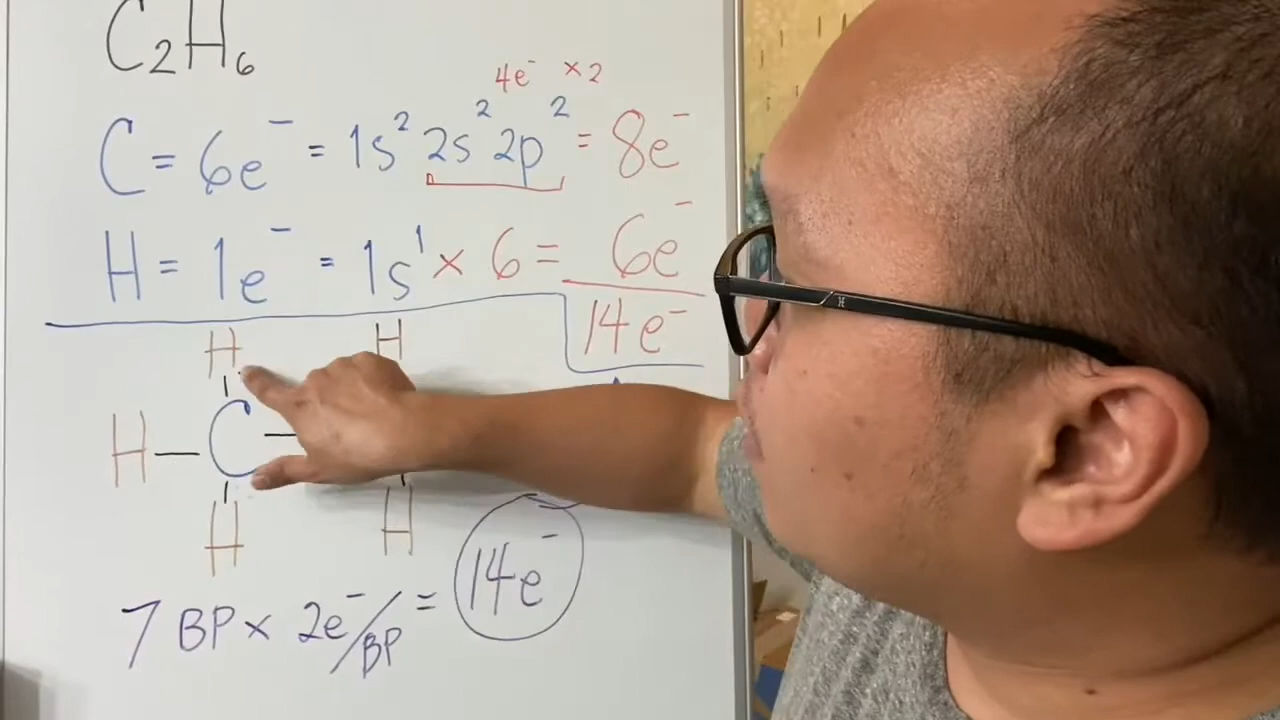 C₂H₆
4e⁻ ×2
C = 6e⁻ = 1s² 2s² 2p² = 8e⁻
H = 1e⁻ = 1s¹ × 6 = 6e⁻
14e⁻
H H
H — C —
H H
7 BP × 2e⁻/BP = 14e⁻